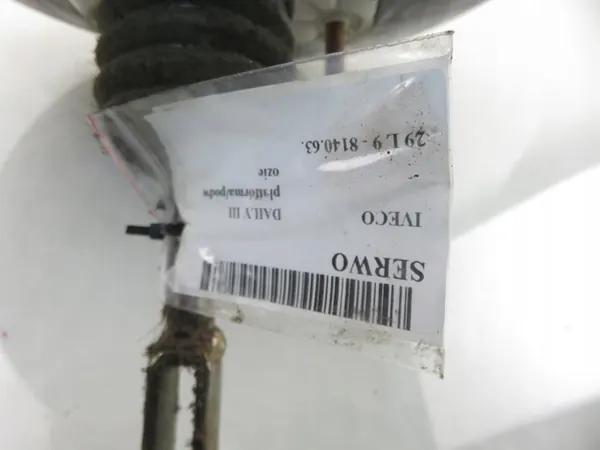 SERWO
IVECO DAILY III
platforma/podw
ozie
29 L 9 - 8140.63.